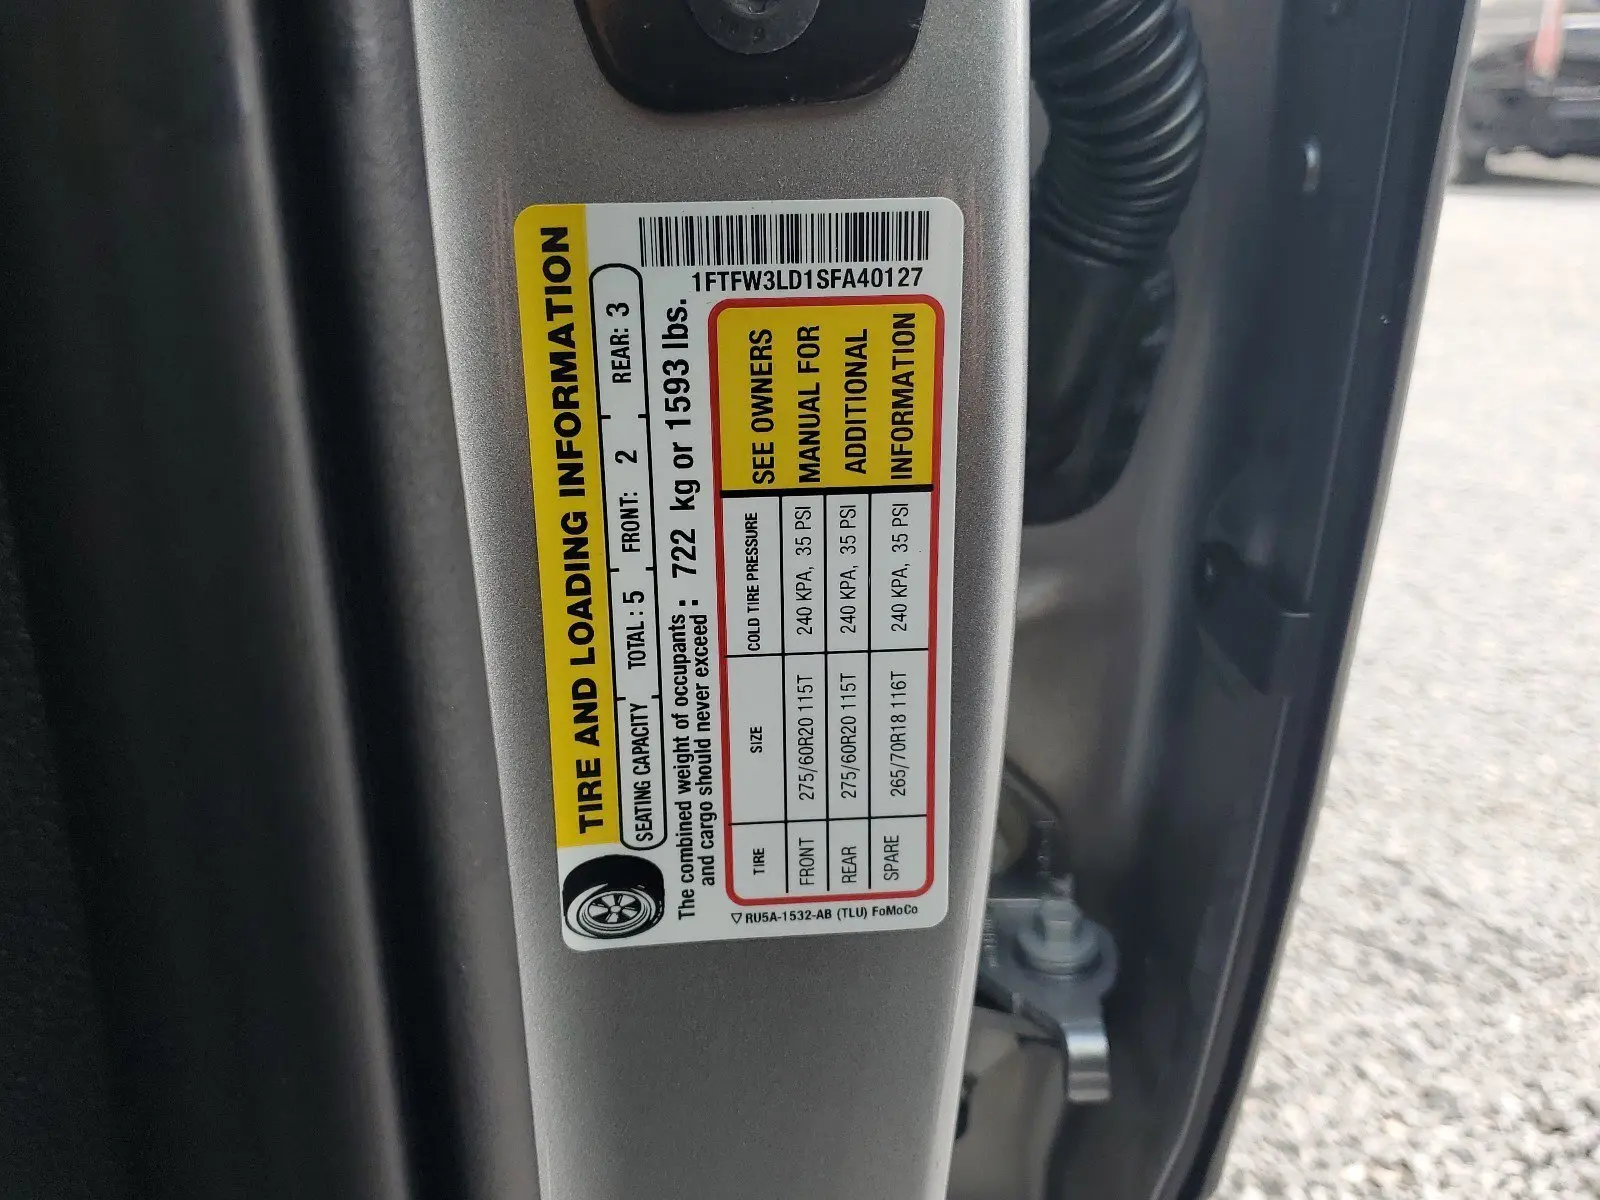 1FTFW3LD1SFA40127
TIRE AND LOADING INFORMATION
SEATING CAPACITY TOTAL : 5 FRONT: 2 REAR: 3
The combined weight of occupants
and cargo should never exceed : 722 kg or 1593 lbs.
TIRE SIZE COLD TIRE PRESSURE
FRONT 275/60R20 115T 240 KPA, 35 PSI
REAR 275/60R20 115T 240 KPA, 35 PSI
SPARE 265/70R18 116T 240 KPA, 35 PSI
SEE OWNERS
MANUAL FOR
ADDITIONAL
INFORMATION
RU5A-1532-AB (TLU) FoMoCo